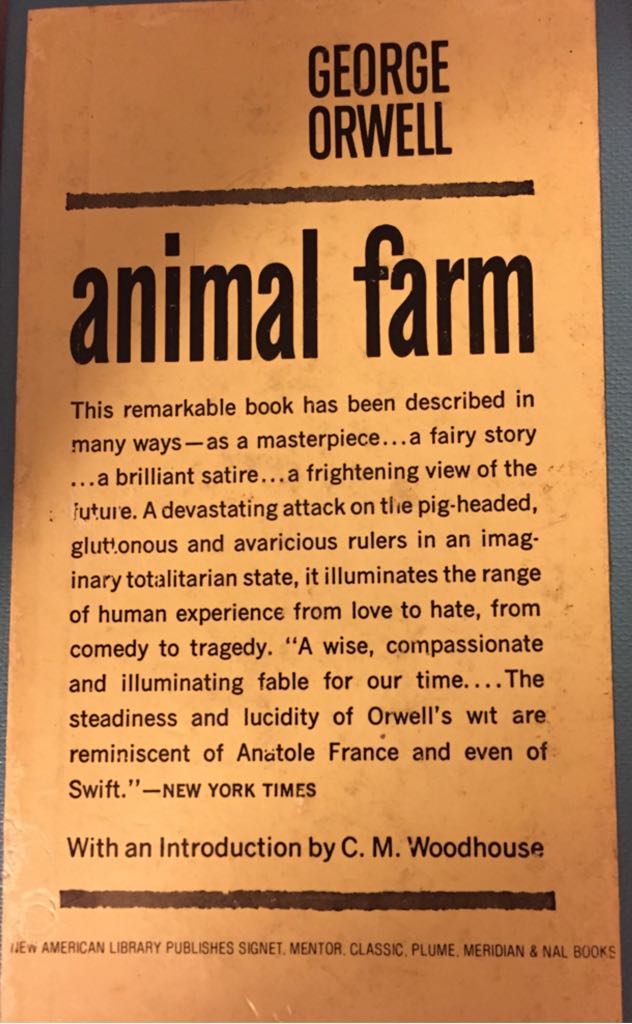 GEORGE
ORWELL
animal farm
This remarkable book has been described in
many ways—as a masterpiece...a fairy story
...a brilliant satire...a frightening view of the
future. A devastating attack on the pig-headed,
gluttonous and avaricious rulers in an imag-
inary totalitarian state, it illuminates the range
of human experience from love to hate, from
comedy to tragedy. "A wise, compassionate
and illuminating fable for our time....The
steadiness and lucidity of Orwell's wit are
reminiscent of Anatole France and even of
Swift."—NEW YORK TIMES
With an Introduction by C. M. Woodhouse
NEW AMERICAN LIBRARY PUBLISHES SIGNET, MENTOR, CLASSIC, PLUME, MERIDIAN & NAL BOOKS